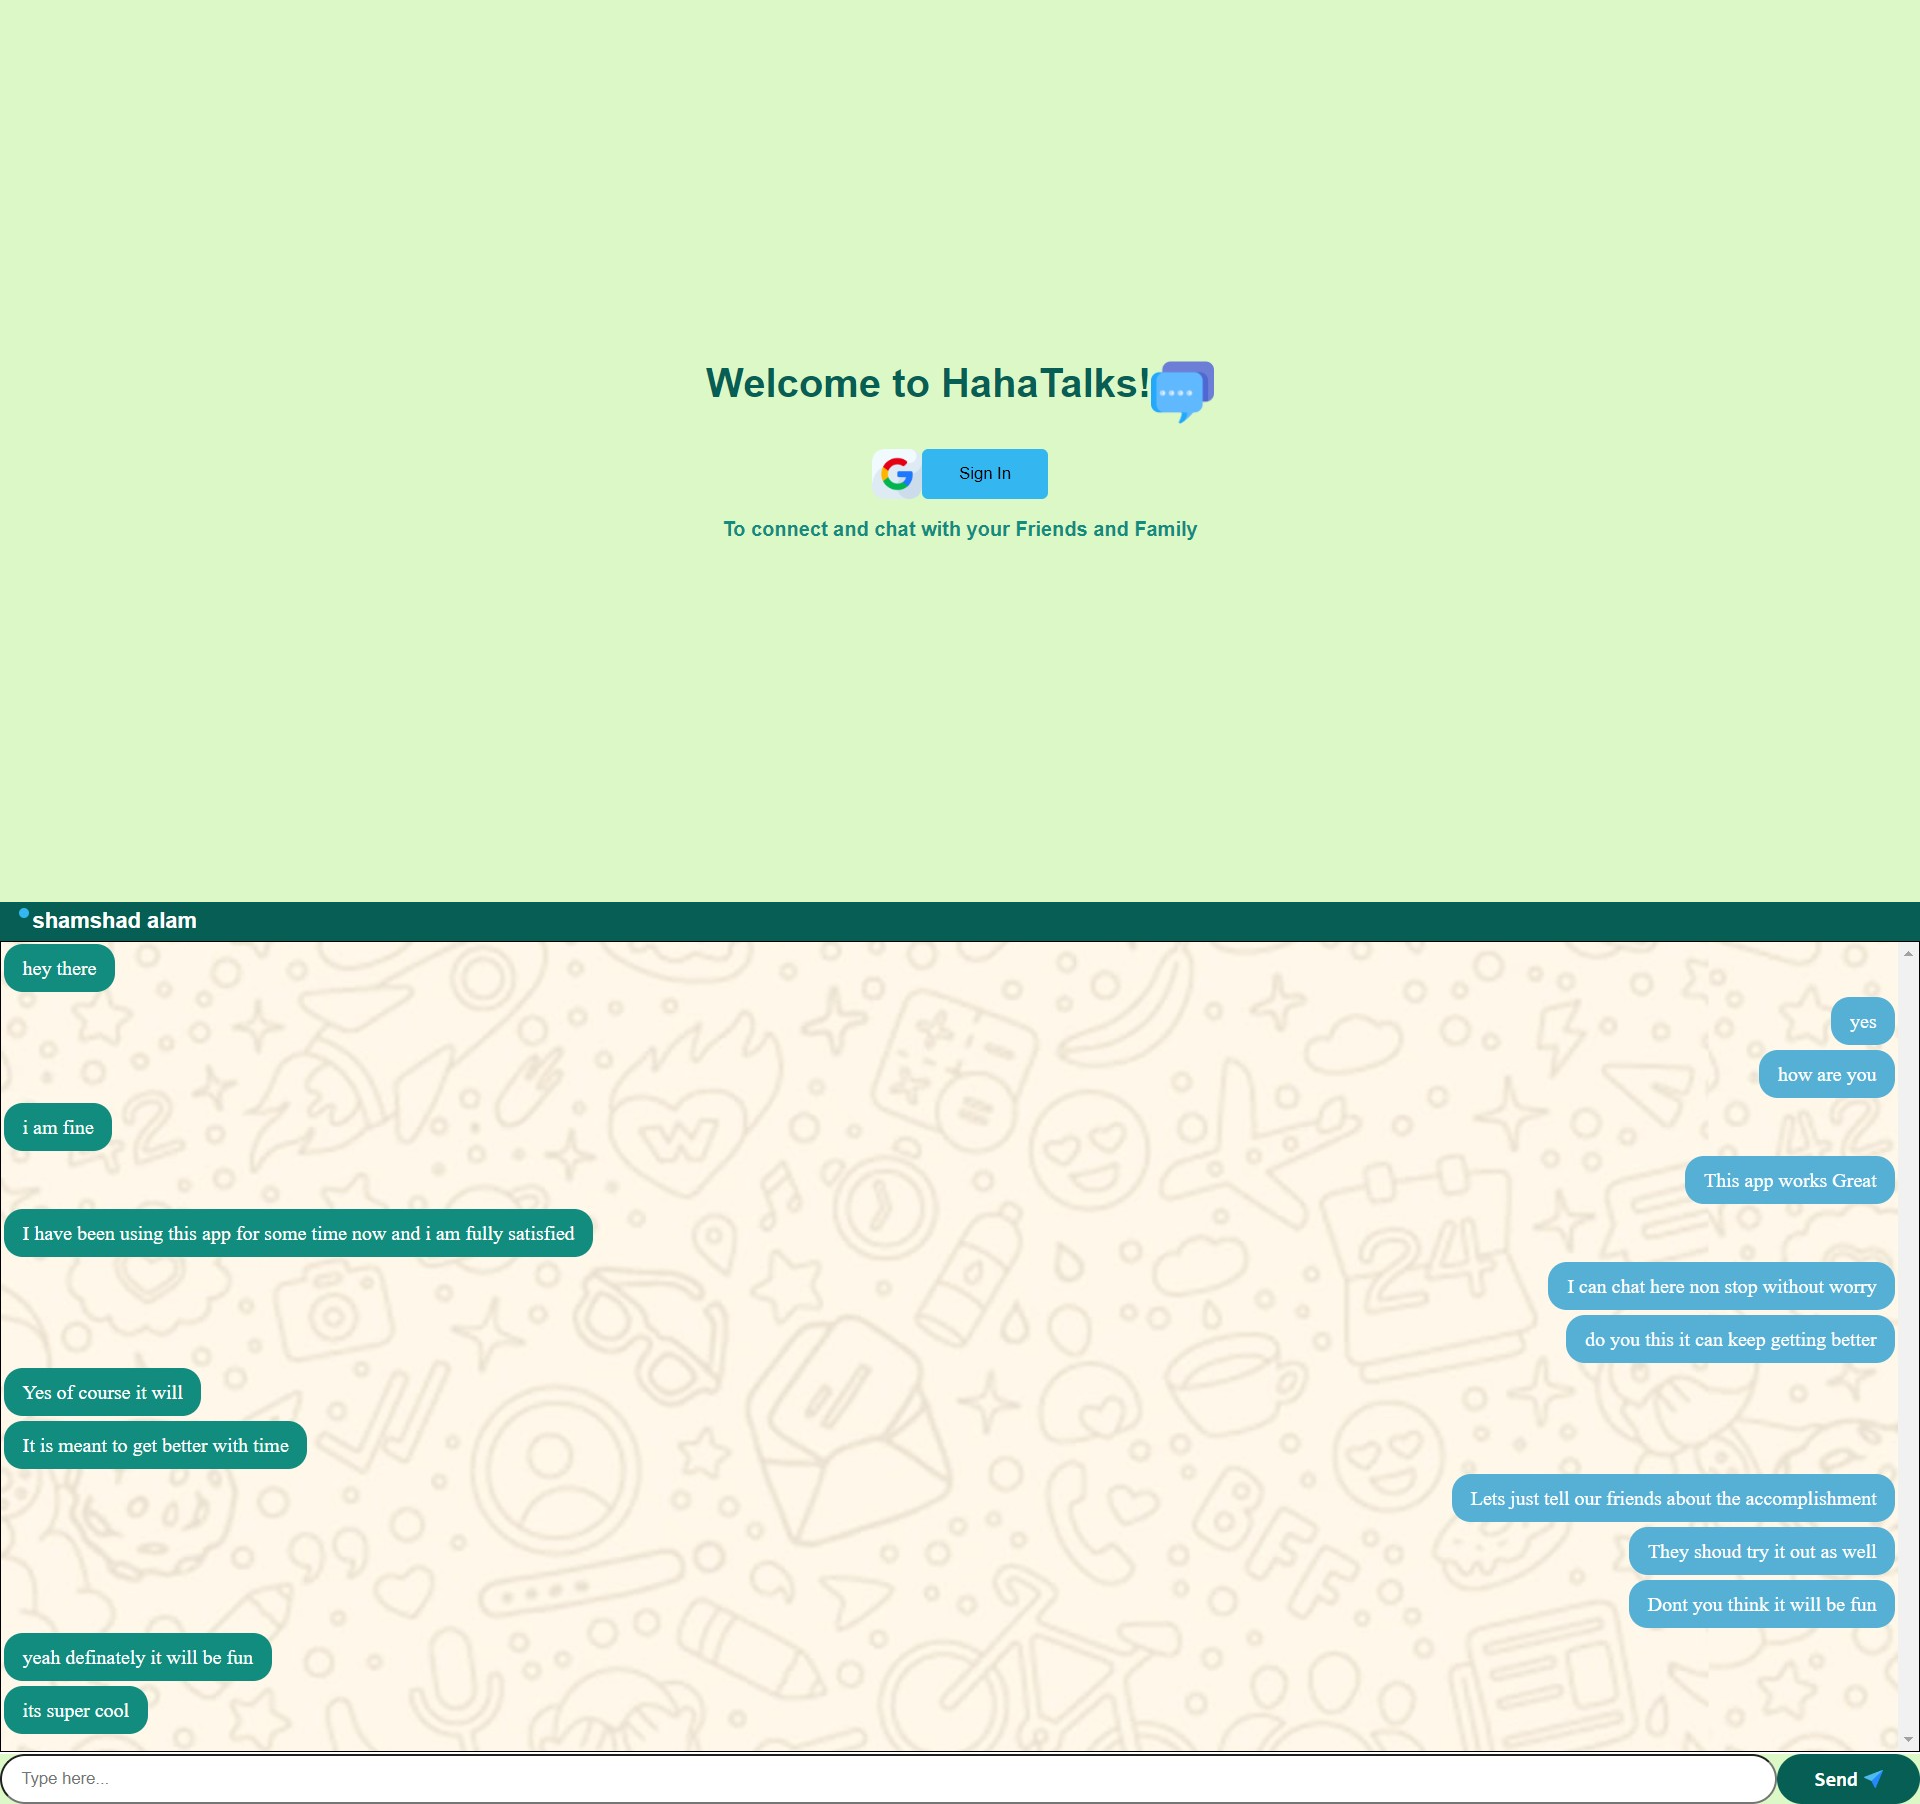 Welcome to HahaTalks!
Sign In
To connect and chat with your Friends and Family
shamshad alam
hey there
yes
how are you
i am fine
This app works Great
I have been using this app for some time now and i am fully satisfied
I can chat here non stop without worry
do you this it can keep getting better
Yes of course it will
It is meant to get better with time
Lets just tell our friends about the accomplishment
They shoud try it out as well
Dont you think it will be fun
yeah definately it will be fun
its super cool
Type here...
Send